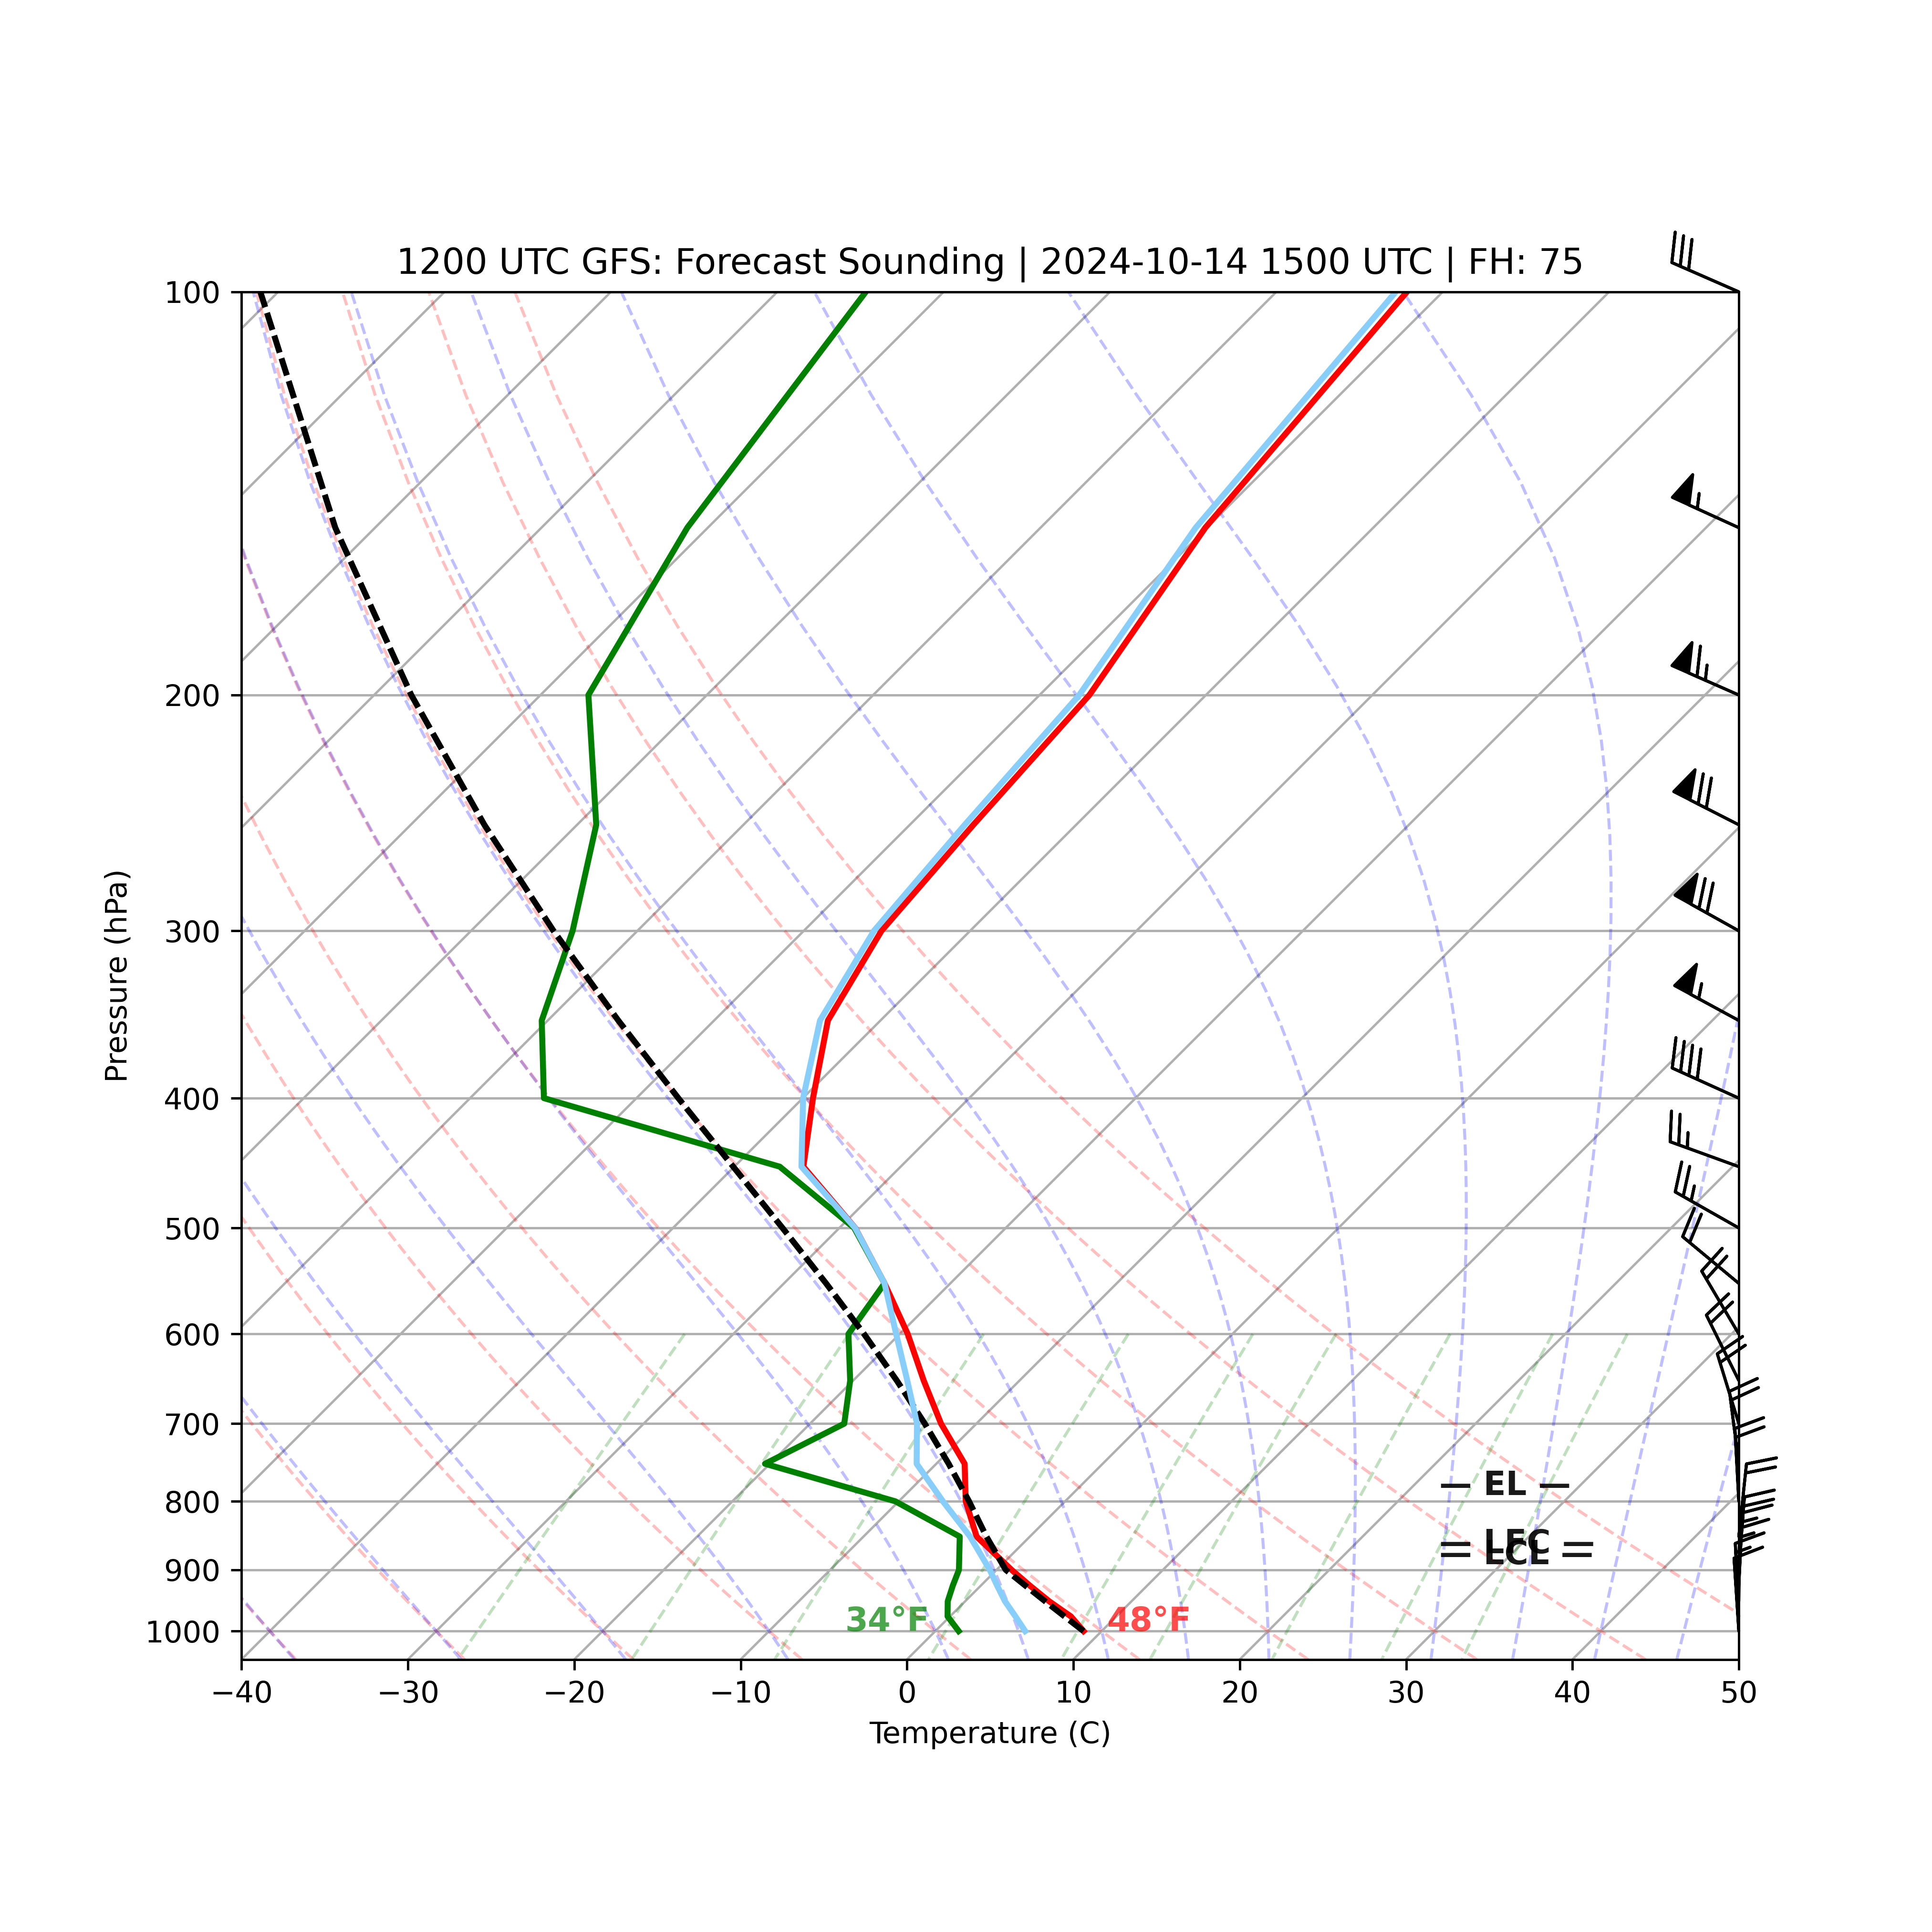 1200 UTC GFS: Forecast Sounding | 2024-10-14 1500 UTC | FH: 75
100
200
300
400
500
600
700
800
900
1000
Pressure (hPa)
— EL —
— LFC —
— LCL —
34°F
48°F
−40 −30 −20 −10 0 10 20 30 40 50
Temperature (C)